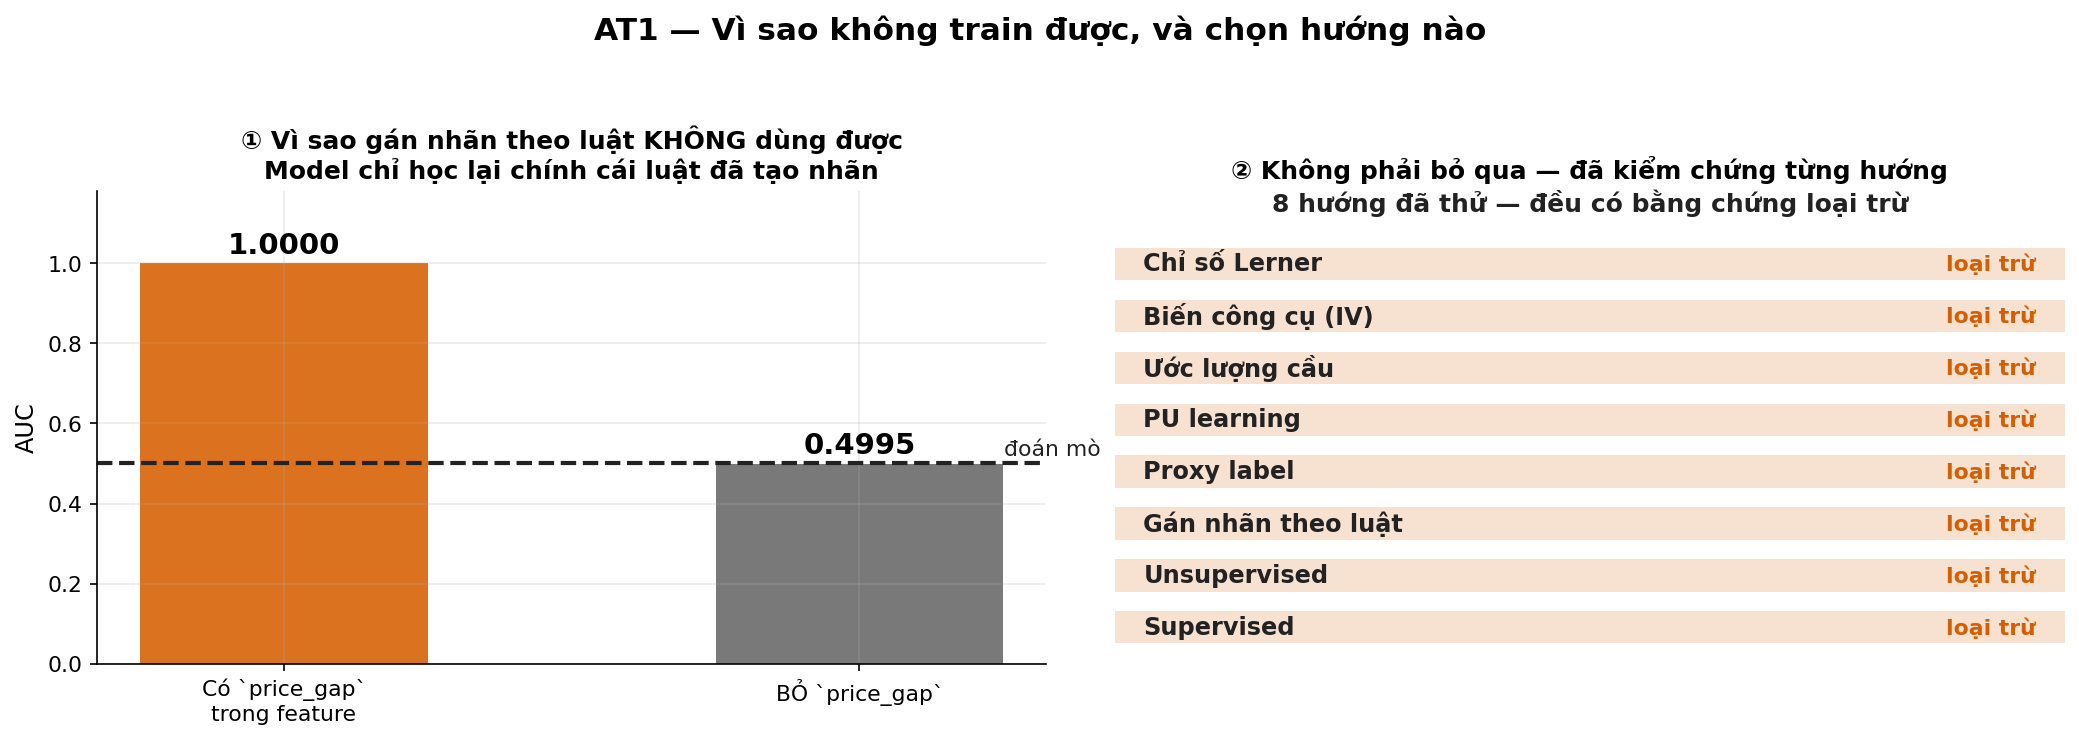 AT1 — Vì sao không train được, và chọn hướng nào
① Vì sao gán nhãn theo luật KHÔNG dùng được
Model chỉ học lại chính cái luật đã tạo nhãn
AUC
1.0
0.8
0.6
0.4
0.2
0.0
1.0000
0.4995
đoán mò
Có `price_gap`
trong feature
BỎ `price_gap`
② Không phải bỏ qua — đã kiểm chứng từng hướng
8 hướng đã thử — đều có bằng chứng loại trừ
Chỉ số Lerner loại trừ
Biến công cụ (IV) loại trừ
Ước lượng cầu loại trừ
PU learning loại trừ
Proxy label loại trừ
Gán nhãn theo luật loại trừ
Unsupervised loại trừ
Supervised loại trừ